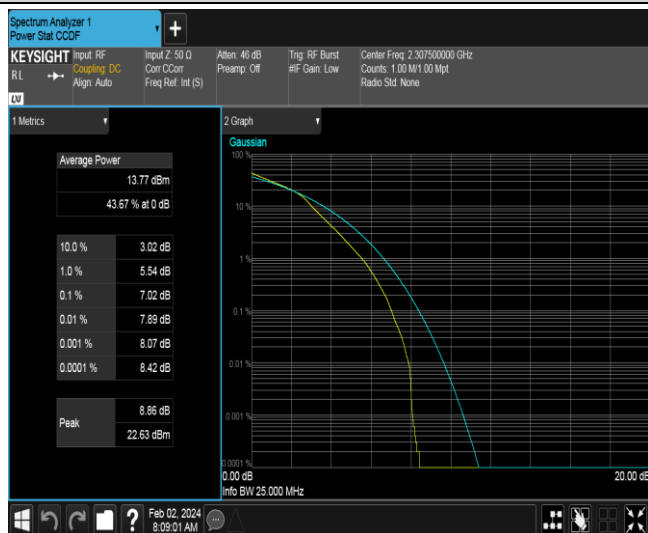 Spectrum Analyzer 1
Power Stat CCDF
KEYSIGHT
RL
LXI
Input: RF
Coupling: DC
Align: Auto
Input Z: 50 Ω
Corr CCorr
Freq Ref: Int (S)
Atten: 46 dB
Preamp: Off
Trig: RF Burst
#IF Gain: Low
Center Freq: 2.307500000 GHz
Counts: 1.00 M/1.00 Mpt
Radio Std: None
1 Metrics
Average Power
13.77 dBm
43.67 % at 0 dB
10.0 % 3.02 dB
1.0 % 5.54 dB
0.1 % 7.02 dB
0.01 % 7.89 dB
0.001 % 8.07 dB
0.0001 % 8.42 dB
Peak
8.86 dB
22.63 dBm
2 Graph
Gaussian
100 %
10 %
1 %
0.1 %
0.01 %
0.001 %
0.0001 %
0.00 dB
20.00 dB
Info BW 25.000 MHz
?
Feb 02, 2024
8:09:01 AM